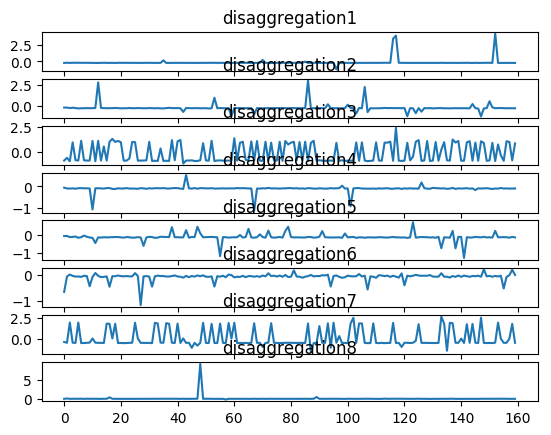 disaggregation1
2.5
0.0
disaggregation2
2.5
0.0
disaggregation3
2.5
0.0
disaggregation4
0
−1
disaggregation5
0
−1
disaggregation6
0
−1
disaggregation7
2.5
0.0
disaggregation8
5
0
0 20 40 60 80 100 120 140 160